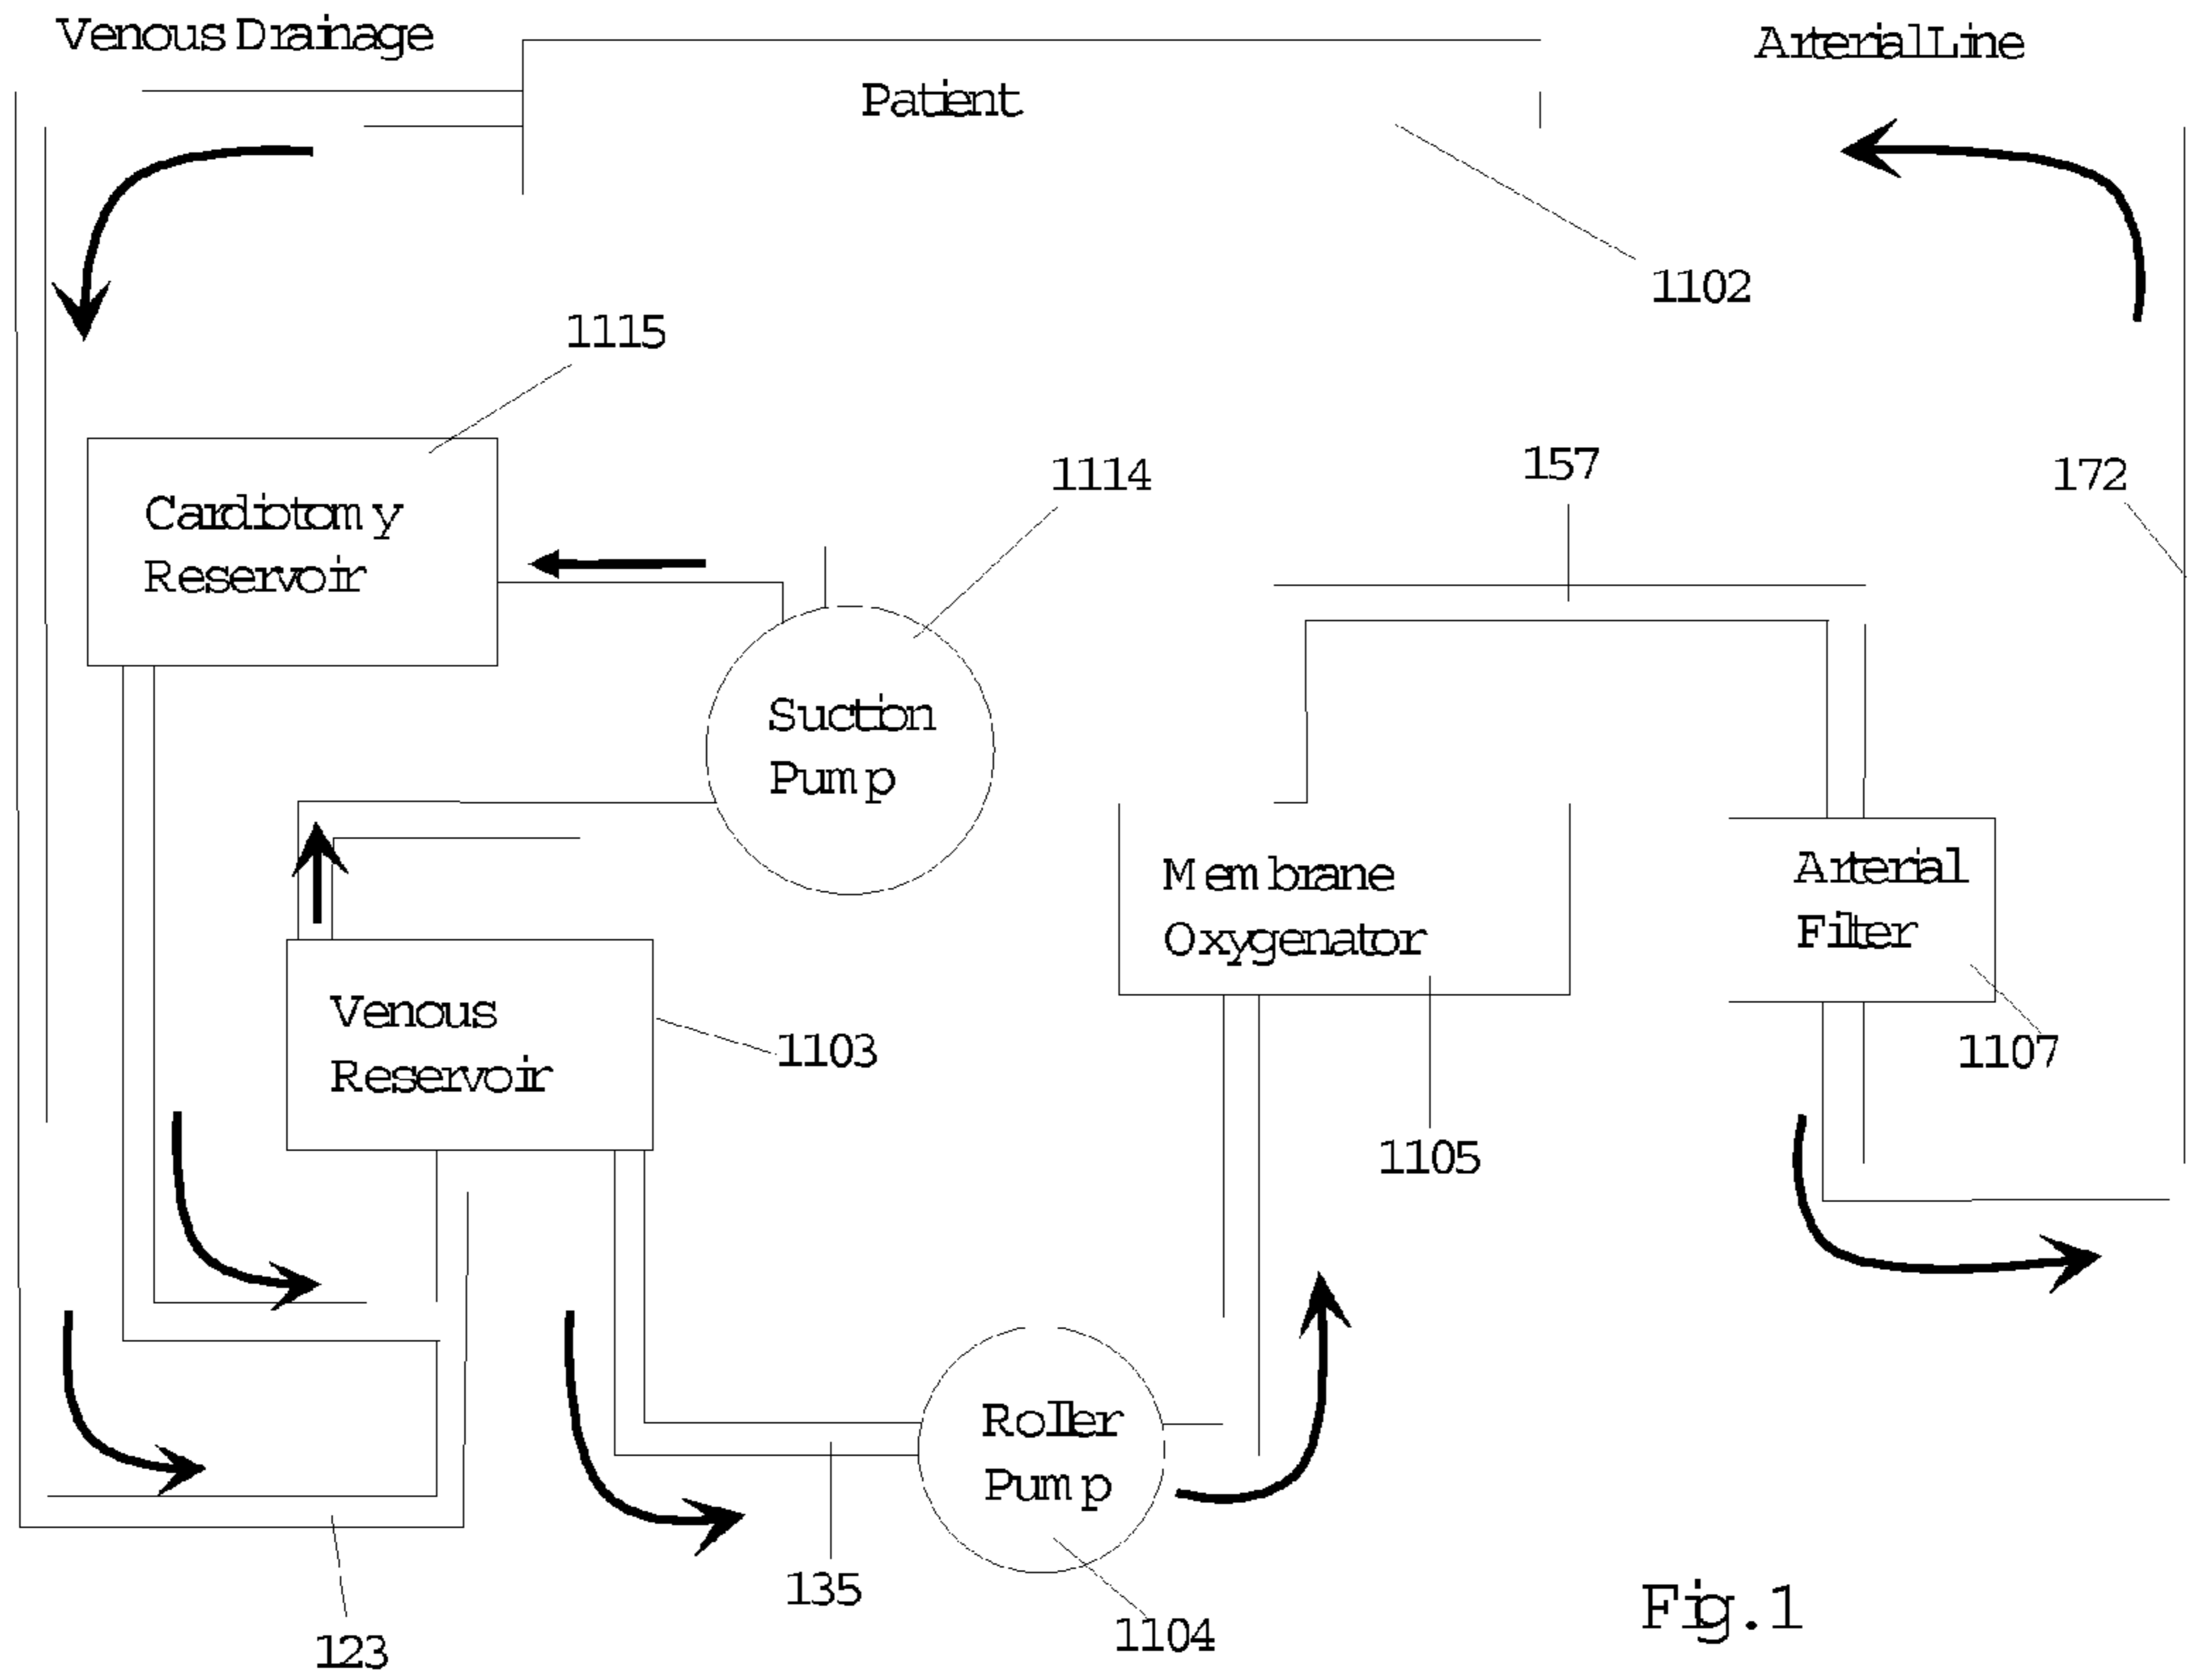 Venous Drainage
Arterial Line
Patient
1102
1115
1114
157
172
Cardiotomy
Reservoir
Suction
Pump
Membrane
Oxygenator
Arterial
Filter
Venous
Reservoir
1103
1107
1105
Roller
Pump
135
1104
123
Fig.1